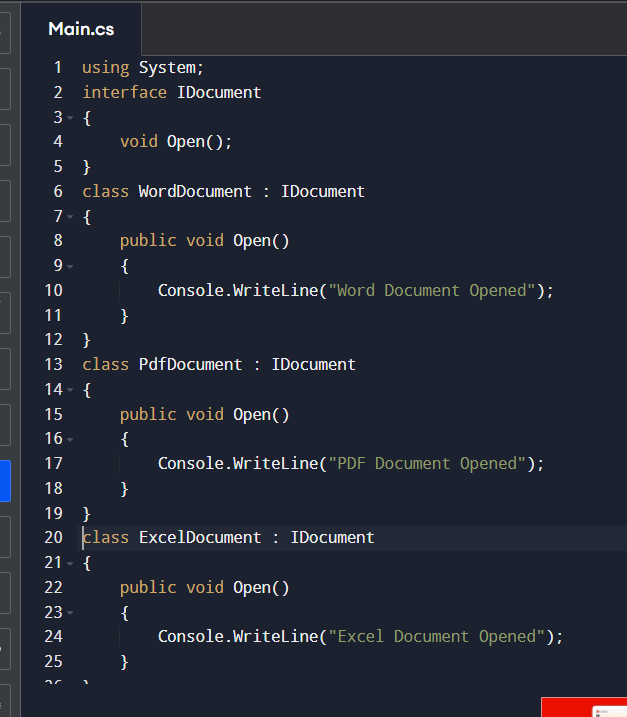 Main.cs
1 using System;
2 interface IDocument
3 {
4     void Open();
5 }
6 class WordDocument : IDocument
7 {
8     public void Open()
9     {
10         Console.WriteLine("Word Document Opened");
11     }
12 }
13 class PdfDocument : IDocument
14 {
15     public void Open()
16     {
17         Console.WriteLine("PDF Document Opened");
18     }
19 }
20 class ExcelDocument : IDocument
21 {
22     public void Open()
23     {
24         Console.WriteLine("Excel Document Opened");
25     }
26 }